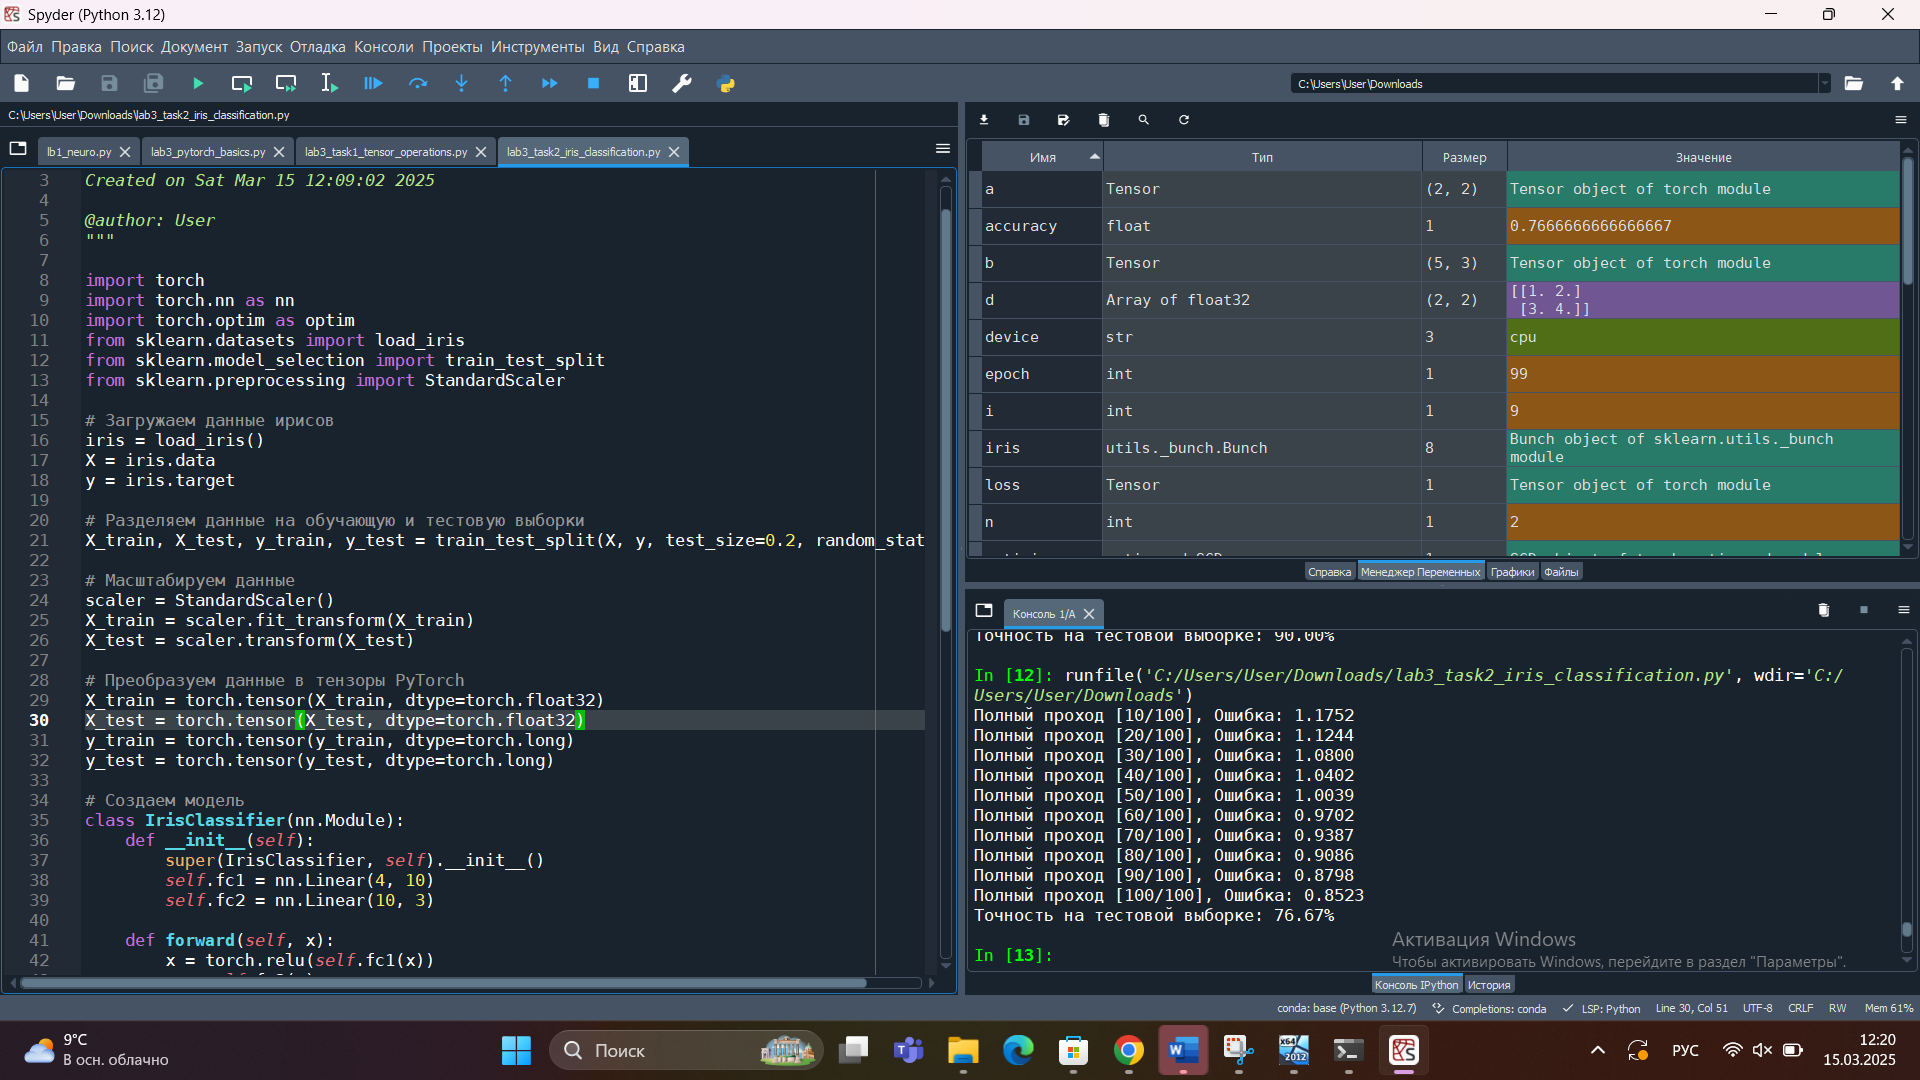 Spyder (Python 3.12)
Файл Правка Поиск Документ Запуск Отладка Консоли Проекты Инструменты Вид Справка
C:\Users\User\Downloads
C:\Users\User\Downloads\lab3_task2_iris_classification.py
lb1_neuro.py
lab3_pytorch_basics.py
lab3_task1_tensor_operations.py
lab3_task2_iris_classification.py
3 Created on Sat Mar 15 12:09:02 2025
4
5 @author: User
6 """
7
8 import torch
9 import torch.nn as nn
10 import torch.optim as optim
11 from sklearn.datasets import load_iris
12 from sklearn.model_selection import train_test_split
13 from sklearn.preprocessing import StandardScaler
14
15 # Загружаем данные ирисов
16 iris = load_iris()
17 X = iris.data
18 y = iris.target
19
20 # Разделяем данные на обучающую и тестовую выборки
21 X_train, X_test, y_train, y_test = train_test_split(X, y, test_size=0.2, random_stat
22
23 # Масштабируем данные
24 scaler = StandardScaler()
25 X_train = scaler.fit_transform(X_train)
26 X_test = scaler.transform(X_test)
27
28 # Преобразуем данные в тензоры PyTorch
29 X_train = torch.tensor(X_train, dtype=torch.float32)
30 X_test = torch.tensor(X_test, dtype=torch.float32)
31 y_train = torch.tensor(y_train, dtype=torch.long)
32 y_test = torch.tensor(y_test, dtype=torch.long)
33
34 # Создаем модель
35 class IrisClassifier(nn.Module):
36 def __init__(self):
37 super(IrisClassifier, self).__init__()
38 self.fc1 = nn.Linear(4, 10)
39 self.fc2 = nn.Linear(10, 3)
40
41 def forward(self, x):
42 x = torch.relu(self.fc1(x))
Имя Тип Размер Значение
a Tensor (2, 2) Tensor object of torch module
accuracy float 1 0.7666666666666667
b Tensor (5, 3) Tensor object of torch module
d Array of float32 (2, 2) [[1. 2.]
[3. 4.]]
device str 3 cpu
epoch int 1 99
i int 1 9
iris utils._bunch.Bunch 8 Bunch object of sklearn.utils._bunch
module
loss Tensor 1 Tensor object of torch module
n int 1 2
Справка Менеджер Переменных Графики Файлы
Консоль 1/A
Точность на тестовой выборке: 90.00%
In [12]: runfile('C:/Users/User/Downloads/lab3_task2_iris_classification.py', wdir='C:/
Users/User/Downloads')
Полный проход [10/100], Ошибка: 1.1752
Полный проход [20/100], Ошибка: 1.1244
Полный проход [30/100], Ошибка: 1.0800
Полный проход [40/100], Ошибка: 1.0402
Полный проход [50/100], Ошибка: 1.0039
Полный проход [60/100], Ошибка: 0.9702
Полный проход [70/100], Ошибка: 0.9387
Полный проход [80/100], Ошибка: 0.9086
Полный проход [90/100], Ошибка: 0.8798
Полный проход [100/100], Ошибка: 0.8523
Точность на тестовой выборке: 76.67%
In [13]:
Активация Windows
Чтобы активировать Windows, перейдите в раздел "Параметры".
Консоль IPython История
conda: base (Python 3.12.7) Completions: conda LSP: Python Line 30, Col 51 UTF-8 CRLF RW Mem 61%
9°C
В осн. облачно
Поиск
x64
2012
РУС
12:20
15.03.2025